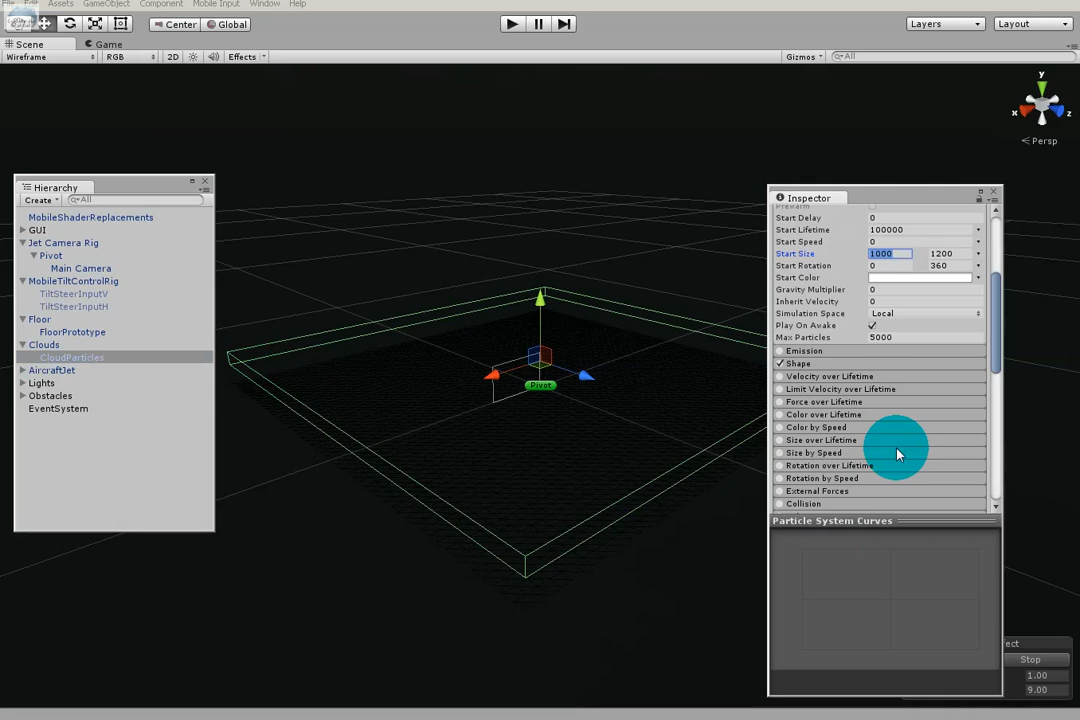 File Edit Assets GameObject Component Mobile Input Window Help
Center Global Layers Layout
Scene Game
Wireframe RGB 2D Effects Gizmos All
y
x z
Persp
Hierarchy
Create All
MobileShaderReplacements
GUI
Jet Camera Rig
Pivot
Main Camera
MobileTiltControlRig
TiltSteerInputV
TiltSteerInputH
Floor
FloorPrototype
Clouds
CloudParticles
AircraftJet
Lights
Obstacles
EventSystem
Pivot
Inspector
Prewarm
Start Delay 0
Start Lifetime 100000
Start Speed 0
Start Size 1000 1200
Start Rotation 0 360
Start Color
Gravity Multiplier 0
Inherit Velocity 0
Simulation Space Local
Play On Awake
Max Particles 5000
Emission
Shape
Velocity over Lifetime
Limit Velocity over Lifetime
Force over Lifetime
Color over Lifetime
Color by Speed
Size over Lifetime
Size by Speed
Rotation over Lifetime
Rotation by Speed
External Forces
Collision
Particle System Curves
ect
Stop
1.00
9.00